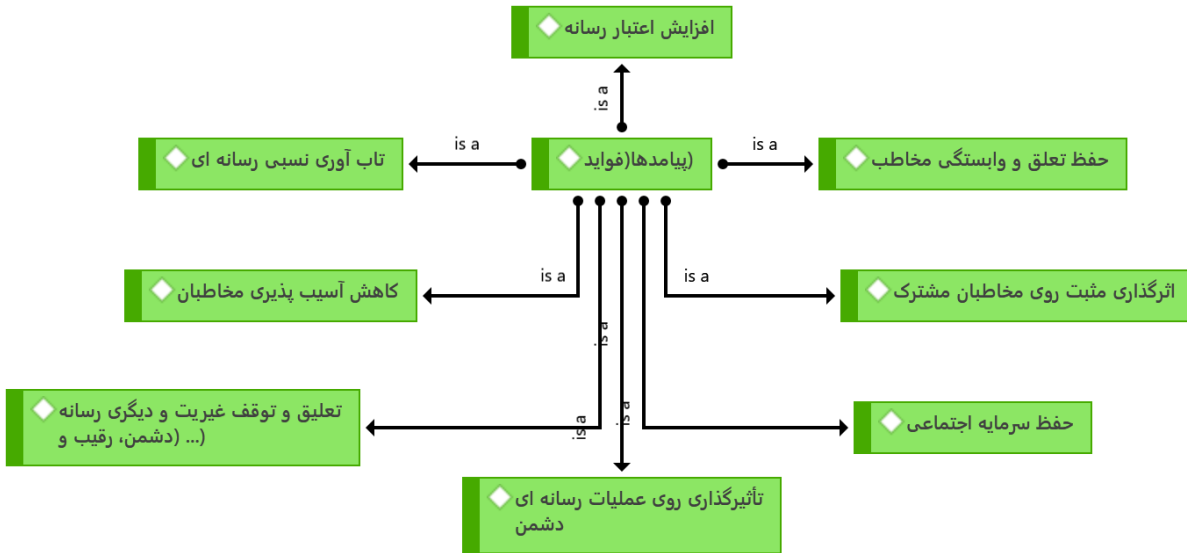 افزایش اعتبار رسانه
is a
تاب آوری نسبی رسانه ای
is a
پیامدها(فواید)
is a
حفظ تعلق و وابستگی مخاطب
کاهش آسیب پذیری مخاطبان
is a
is a
اثرگذاری مثبت روی مخاطبان مشترک
is a
تعلیق و توقف غیریت و دیگری رسانه
(دشمن، رقیب و ...)
is a
is a
حفظ سرمایه اجتماعی
تأثیرگذاری روی عملیات رسانه ای
دشمن